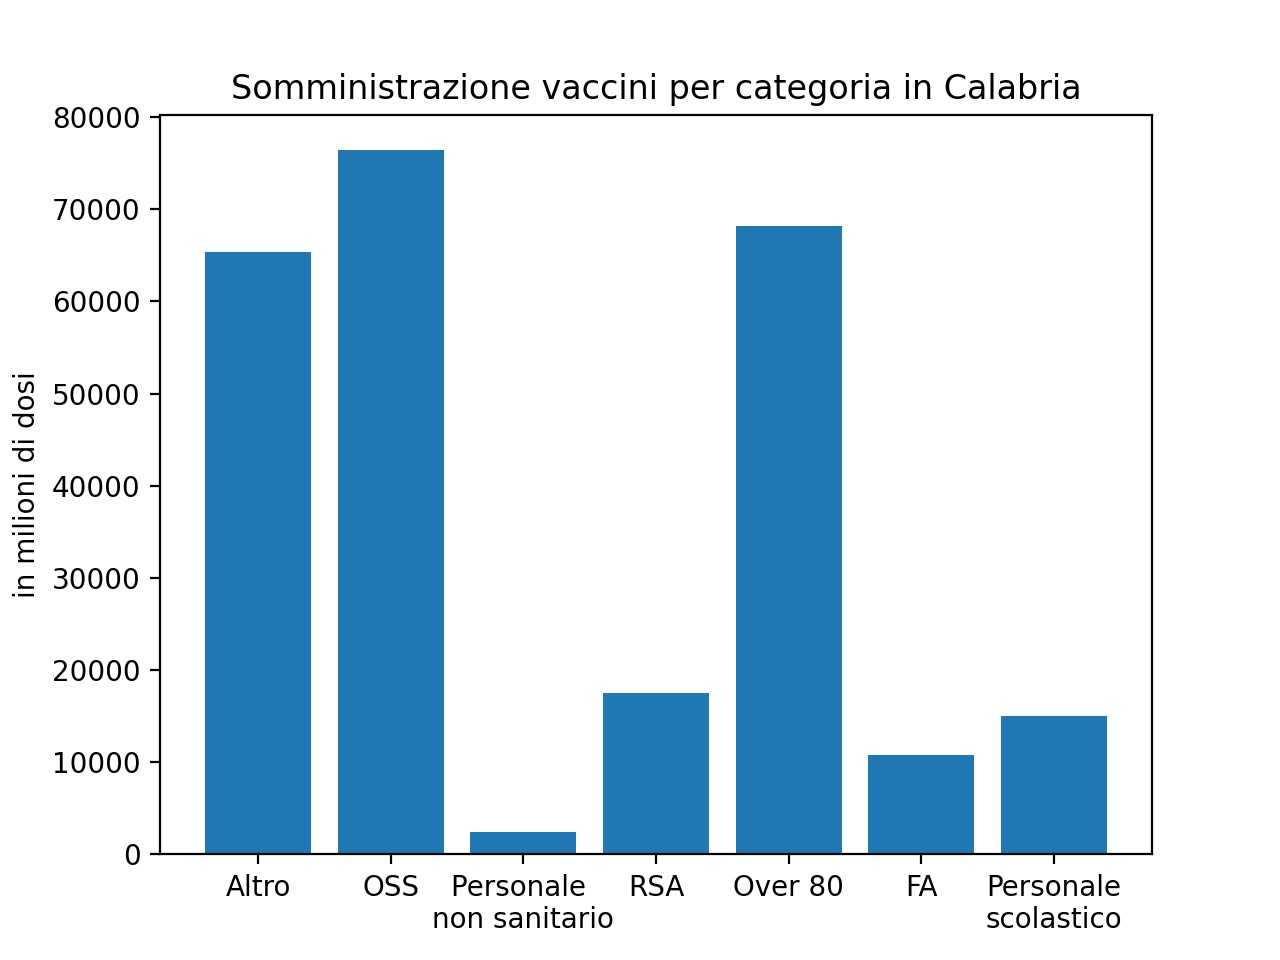 Somministrazione vaccini per categoria in Calabria
80000
70000
60000
50000
40000
30000
20000
10000
0
in milioni di dosi
Altro
OSS
Personale
non sanitario
RSA
Over 80
FA
Personale
scolastico